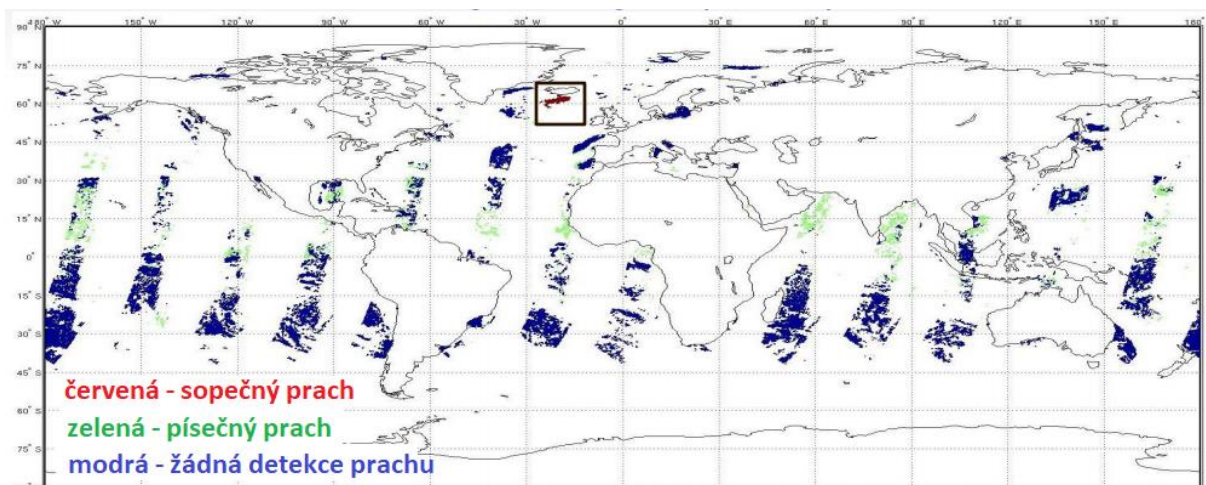 180 W 150° W 120° W 90° W 60° W 30° W 0° 30° E 60° E 90° E 120° E 150° E 180°
90°
75° N
60° N
45° N
30° N
15° N
0°
15° S
30° S
45° S
60° S
75° S
90°
červená - sopečný prach
zelená - písečný prach
modrá - žádná detekce prachu